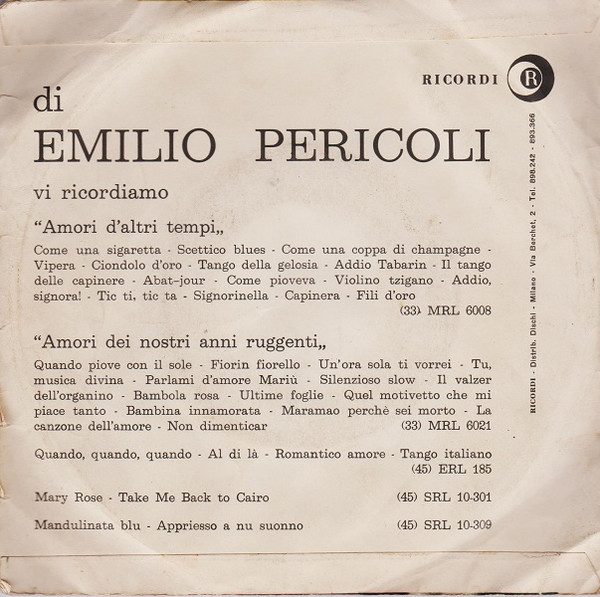 RICORDI R
di
EMILIO PERICOLI
vi ricordiamo
“Amori d'altri tempi„
Come una sigaretta - Scettico blues - Come una coppa di champagne -
Vipera - Ciondolo d'oro - Tango della gelosia - Addio Tabarin - Il tango
delle capinere - Abat-jour - Come pioveva - Violino tzigano - Addio,
signora! - Tic ti, tic ta - Signorinella - Capinera - Fili d'oro
(33) MRL 6008
“Amori dei nostri anni ruggenti„
Quando piove con il sole - Fiorin fiorello - Un'ora sola ti vorrei - Tu,
musica divina - Parlami d'amore Mariù - Silenzioso slow - Il valzer
dell'organino - Bambola rosa - Ultime foglie - Quel motivetto che mi
piace tanto - Bambina innamorata - Maramao perchè sei morto - La
canzone dell'amore - Non dimenticar (33) MRL 6021
Quando, quando, quando - Al di là - Romantico amore - Tango italiano
(45) ERL 185
Mary Rose - Take Me Back to Cairo (45) SRL 10-301
Mandulinata blu - Appriesso a nu suonno (45) SRL 10-309
RICORDI - Distrib. Dischi - Milano - Via Berchet, 2 - Tel. 898.242 - 893.366